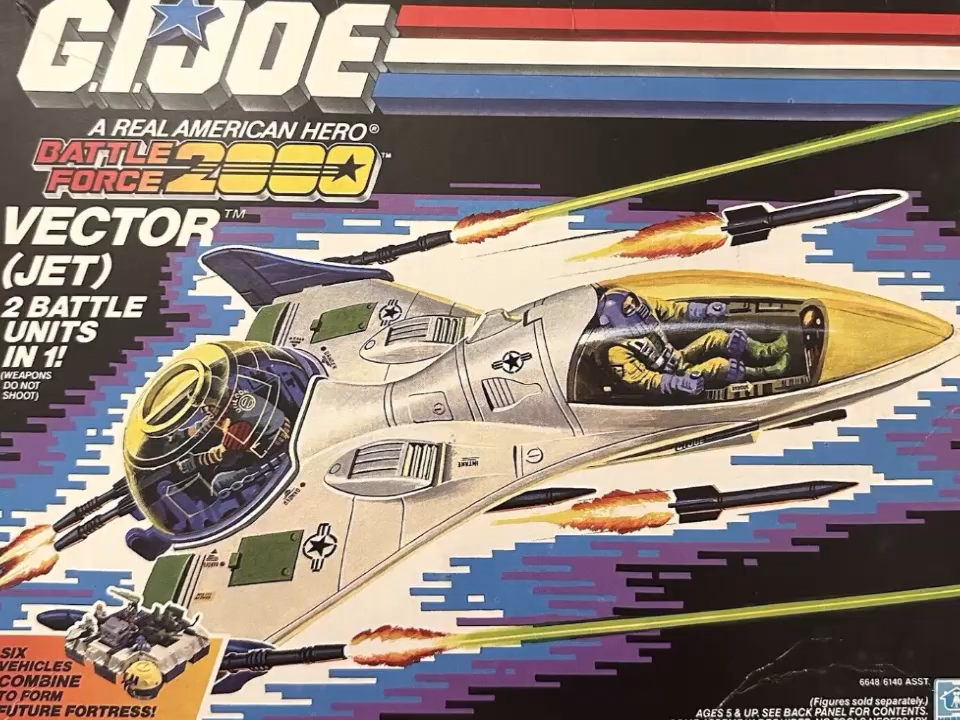 G.I.JOE
A REAL AMERICAN HERO®
BATTLE
FORCE 2000™
VECTOR™
(JET)
2 BATTLE
UNITS
IN 1!
(WEAPONS
DO NOT
SHOOT)
INTAKE
SIX
VEHICLES
COMBINE
TO FORM
FUTURE FORTRESS!
6648/6140 ASST.
(Figures sold separately.)
AGES 5 & UP. SEE BACK PANEL FOR CONTENTS.